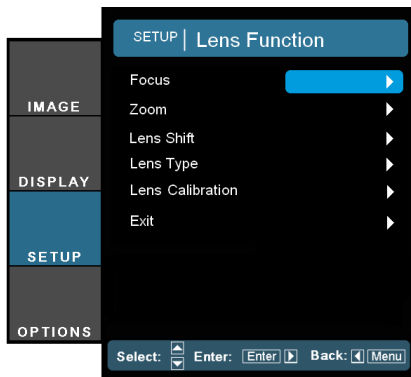 SETUP | Lens Function
Focus
Zoom
Lens Shift
Lens Type
Lens Calibration
Exit
IMAGE
DISPLAY
SETUP
OPTIONS
Select: Enter: Enter Back: Menu